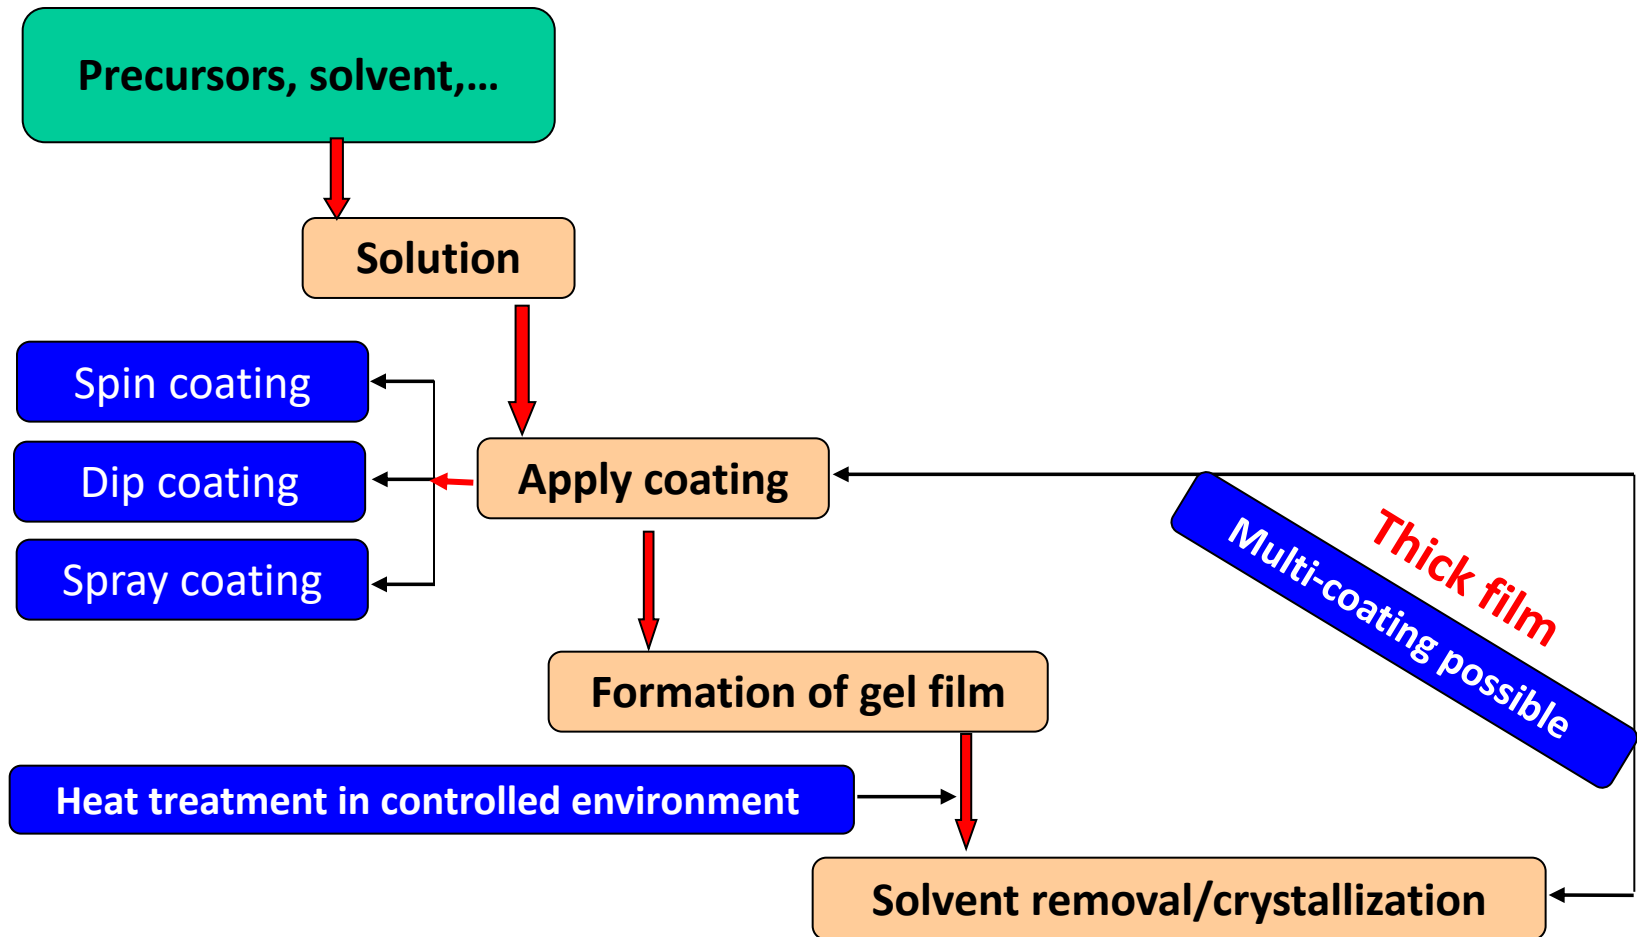 Precursors, solvent,...
Solution
Spin coating
Dip coating
Spray coating
Apply coating
Thick film
Multi-coating possible
Formation of gel film
Heat treatment in controlled environment
Solvent removal/crystallization